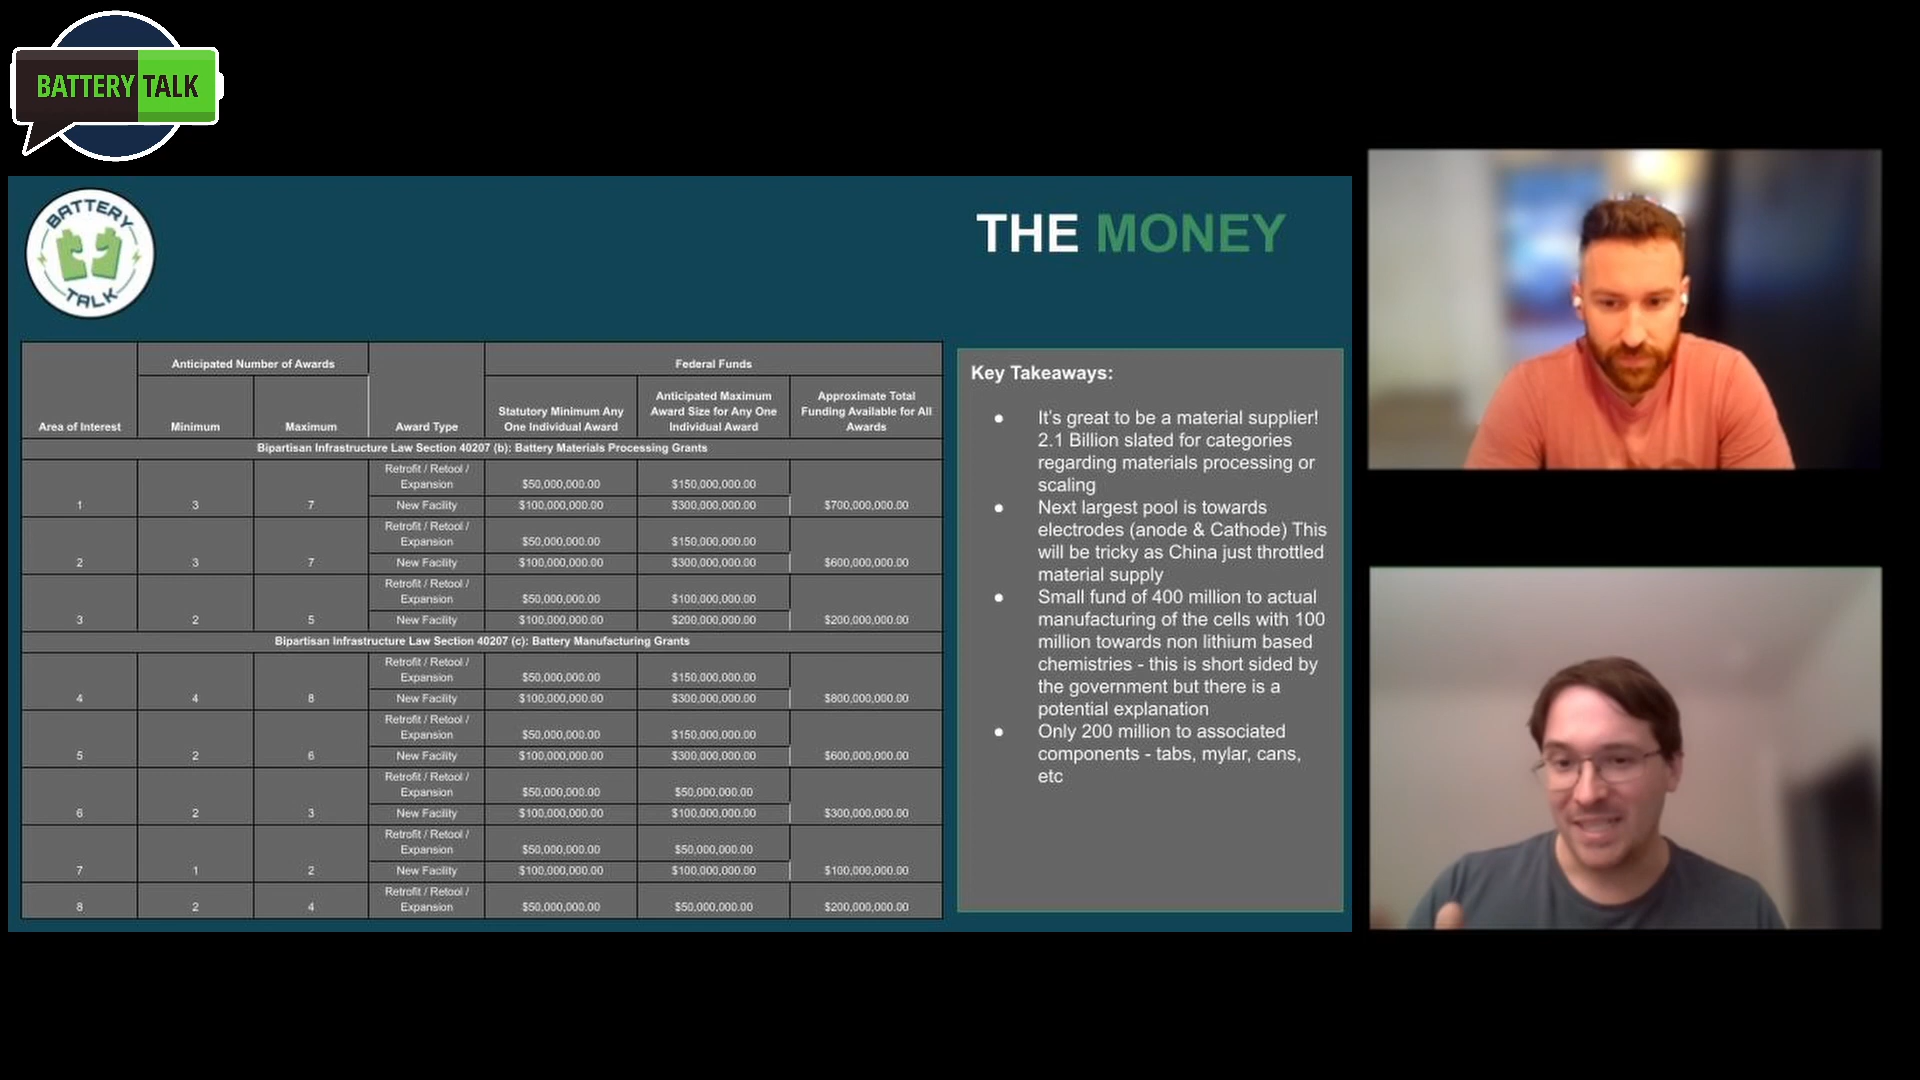 BATTERY TALK
BATTERY
TALK
THE MONEY
Anticipated Number of Awards
Federal Funds
Area of Interest
Minimum
Maximum
Award Type
Statutory Minimum Any
One Individual Award
Anticipated Maximum
Award Size for Any One
Individual Award
Approximate Total
Funding Available for All
Awards
Bipartisan Infrastructure Law Section 40207 (b): Battery Materials Processing Grants
1 3 7
Retrofit / Retool /
Expansion $50,000,000.00 $150,000,000.00
New Facility $100,000,000.00 $300,000,000.00 $700,000,000.00
2 3 7
Retrofit / Retool /
Expansion $50,000,000.00 $150,000,000.00
New Facility $100,000,000.00 $300,000,000.00 $600,000,000.00
3 2 5
Retrofit / Retool /
Expansion $50,000,000.00 $100,000,000.00
New Facility $100,000,000.00 $200,000,000.00 $200,000,000.00
Bipartisan Infrastructure Law Section 40207 (c): Battery Manufacturing Grants
4 4 8
Retrofit / Retool /
Expansion $50,000,000.00 $150,000,000.00
New Facility $100,000,000.00 $300,000,000.00 $800,000,000.00
5 2 6
Retrofit / Retool /
Expansion $50,000,000.00 $150,000,000.00
New Facility $100,000,000.00 $300,000,000.00 $600,000,000.00
6 2 3
Retrofit / Retool /
Expansion $50,000,000.00 $50,000,000.00
New Facility $100,000,000.00 $100,000,000.00 $300,000,000.00
7 1 2
Retrofit / Retool /
Expansion $50,000,000.00 $50,000,000.00
New Facility $100,000,000.00 $100,000,000.00 $100,000,000.00
8 2 4
Retrofit / Retool /
Expansion $50,000,000.00 $50,000,000.00 $200,000,000.00
Key Takeaways:
● It's great to be a material supplier!
2.1 Billion slated for categories
regarding materials processing or
scaling
● Next largest pool is towards
electrodes (anode & Cathode) This
will be tricky as China just throttled
material supply
● Small fund of 400 million to actual
manufacturing of the cells with 100
million towards non lithium based
chemistries - this is short sided by
the government but there is a
potential explanation
● Only 200 million to associated
components - tabs, mylar, cans,
etc